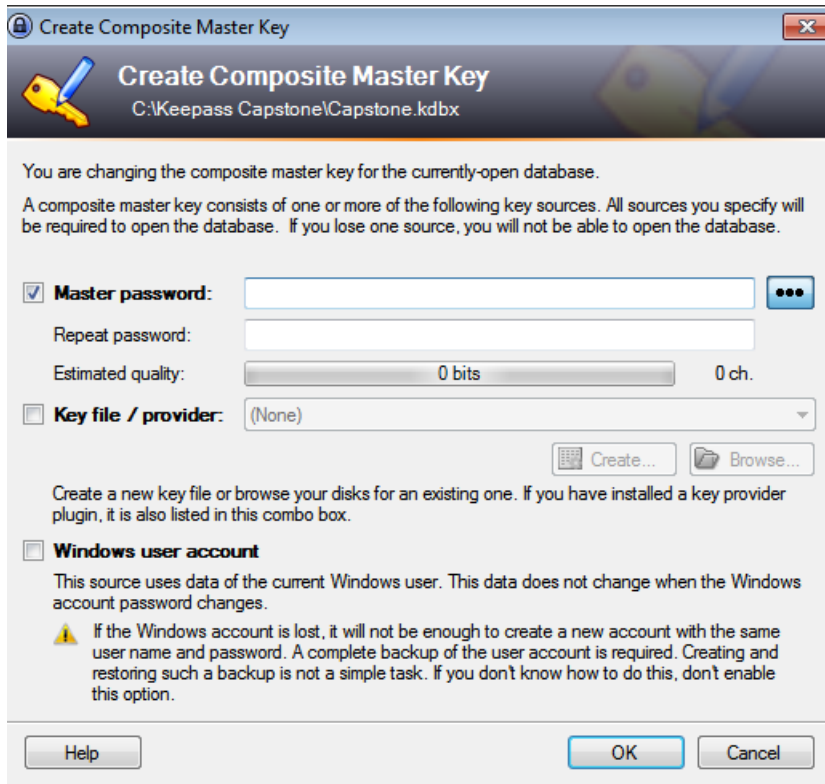 Create Composite Master Key
Create Composite Master Key
C:\Keepass Capstone\Capstone.kdbx
You are changing the composite master key for the currently-open database.
A composite master key consists of one or more of the following key sources. All sources you specify will
be required to open the database. If you lose one source, you will not be able to open the database.
Master password:
Repeat password:
Estimated quality: 0 bits 0 ch.
Key file / provider: (None)
Create... Browse...
Create a new key file or browse your disks for an existing one. If you have installed a key provider
plugin, it is also listed in this combo box.
Windows user account
This source uses data of the current Windows user. This data does not change when the Windows
account password changes.
If the Windows account is lost, it will not be enough to create a new account with the same
user name and password. A complete backup of the user account is required. Creating and
restoring such a backup is not a simple task. If you don't know how to do this, don't enable
this option.
Help OK Cancel